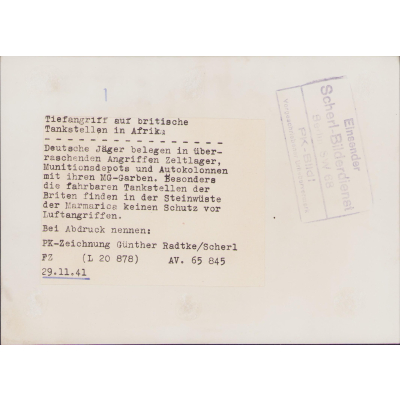 Tiefangriff auf britische
Tankstellen in Afrika
Deutsche Jäger belegen in über-
raschenden Angriffen Zeltlager,
Munitionsdepots und Autokolonnen
mit ihren MG-Garben. Besonders
die fahrbaren Tankstellen der
Briten finden in der Steinwüste
der Marmarica keinen Schutz vor
Luftangriffen.
Bei Abdruck nennen:
PK-Zeichnung Günther Radtke/Scherl
PZ (L 20 878) AV. 65 845
29.11.41
Einsender
Scherl-Bilderdienst